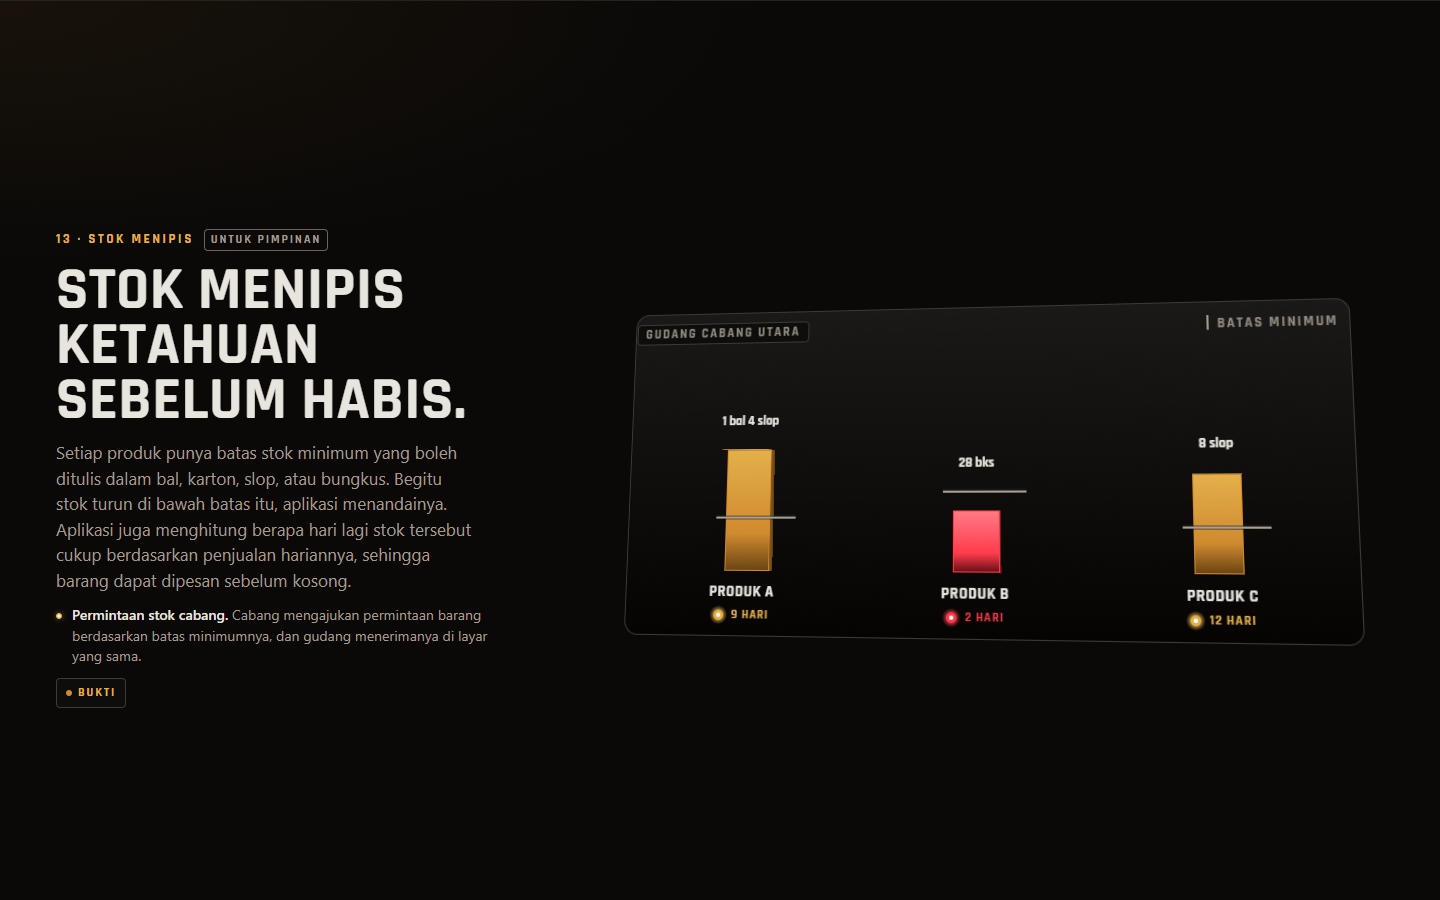 13 · STOK MENIPIS UNTUK PIMPINAN
STOK MENIPIS
KETAHUAN
SEBELUM HABIS.
Setiap produk punya batas stok minimum yang boleh
ditulis dalam bal, karton, slop, atau bungkus. Begitu
stok turun di bawah batas itu, aplikasi menandainya.
Aplikasi juga menghitung berapa hari lagi stok tersebut
cukup berdasarkan penjualan hariannya, sehingga
barang dapat dipesan sebelum kosong.
Permintaan stok cabang. Cabang mengajukan permintaan barang
berdasarkan batas minimumnya, dan gudang menerimanya di layar
yang sama.
BUKTI
GUDANG CABANG UTARA
BATAS MINIMUM
1 bal 4 slop
PRODUK A
9 HARI
28 bks
PRODUK B
2 HARI
8 slop
PRODUK C
12 HARI